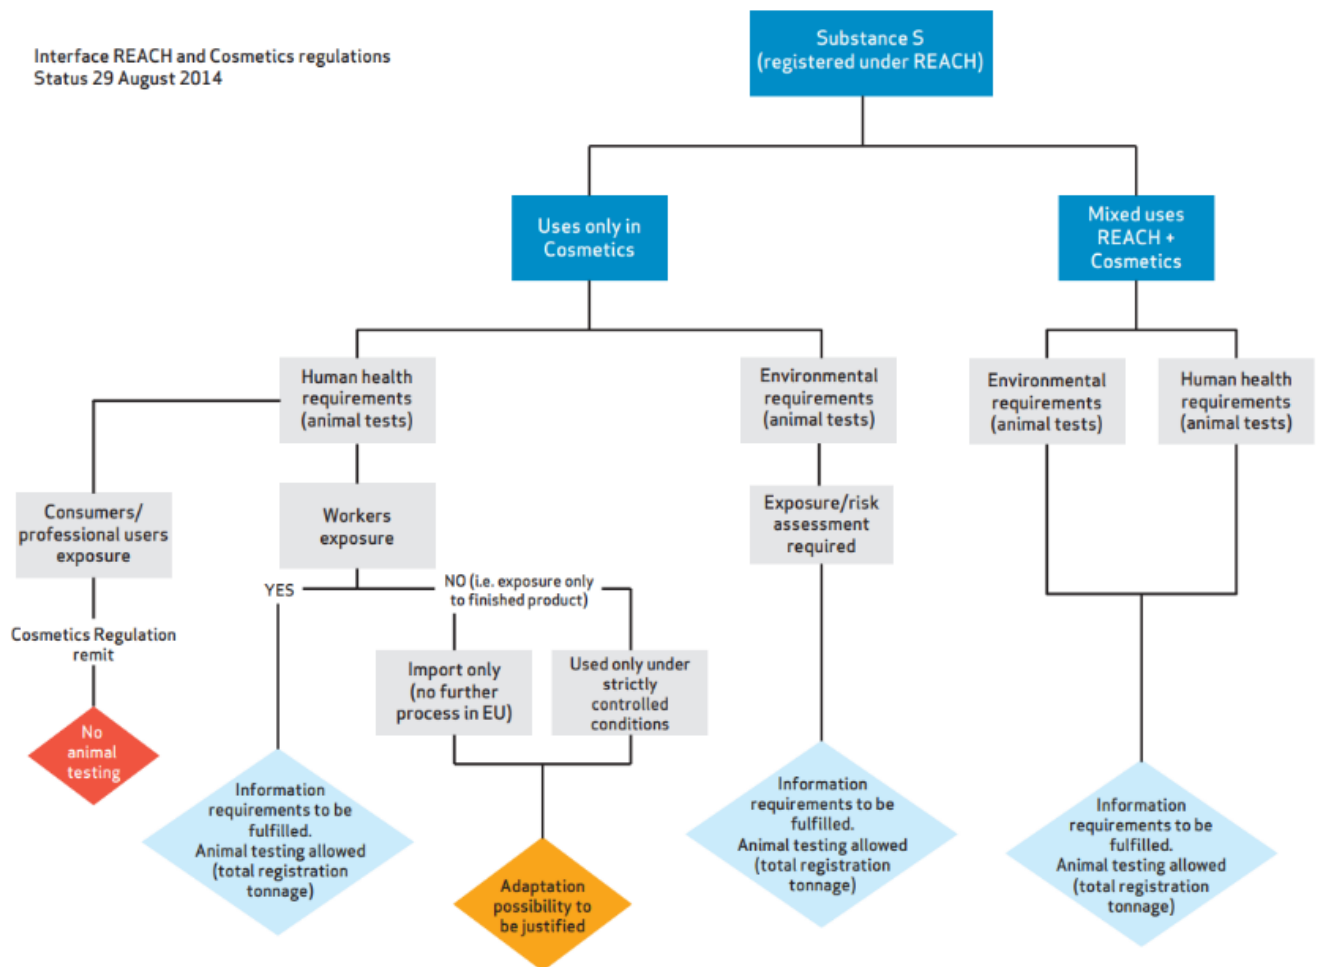 Interface REACH and Cosmetics regulations
Status 29 August 2014
Substance S
(registered under REACH)
Uses only in
Cosmetics
Mixed uses
REACH +
Cosmetics
Human health
requirements
(animal tests)
Environmental
requirements
(animal tests)
Environmental
requirements
(animal tests)
Human health
requirements
(animal tests)
Consumers/
professional users
exposure
Workers
exposure
Exposure/risk
assessment
required
YES
NO (i.e. exposure only
to finished product)
Cosmetics Regulation
remit
Import only
(no further
process in EU)
Used only under
strictly
controlled
conditions
No
animal
testing
Information
requirements to be
fulfilled.
Animal testing allowed
(total registration
tonnage)
Adaptation
possibility to
be justified
Information
requirements to be
fulfilled.
Animal testing allowed
(total registration
tonnage)
Information
requirements to be
fulfilled.
Animal testing allowed
(total registration
tonnage)